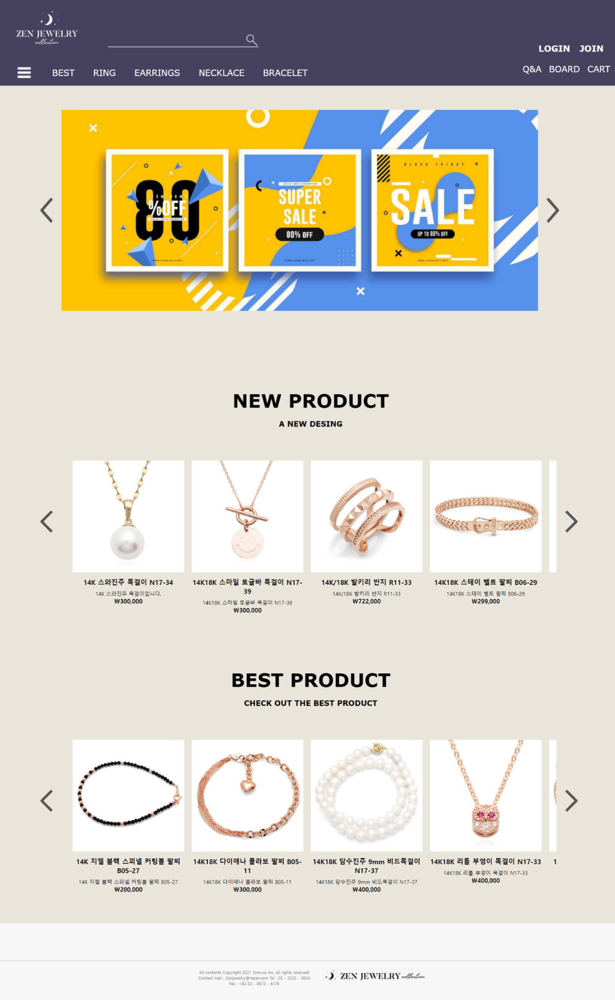 ZEN JEWELRY
collection
LOGIN JOIN
BEST RING EARRINGS NECKLACE BRACELET
Q&A BOARD CART
80
ITEM NAME
%OFF
SOCIAL MEDIA PROMOTION
WWW.FREEJECT.NET
SOCIAL MEDIA PROMOTION
SUPER
SALE
80% OFF
WWW.FREEJECT.NET
BLACK FRIDAY
SALE
UP TO 80% OFF
WWW.FREEJECT.NET
NEW PRODUCT
A NEW DESING
14K 스와진주 목걸이 N17-34
14K 스와진주 목걸이입니다.
₩300,000
14K18K 스마일 토글바 목걸이 N17-
39
14K18K 스마일 토글바 목걸이 N17-39
₩300,000
14K/18K 발키리 반지 R11-33
14K/18K 발키리 반지 R11-33
₩722,000
14K18K 스테이 벨트 팔찌 B06-29
14K18K 스테이 벨트 팔찌 B06-29
₩299,000
BEST PRODUCT
CHECK OUT THE BEST PRODUCT
14K 지젤 블랙 스피넬 커팅볼 팔찌
B05-27
14K 지젤 블랙 스피넬 커팅볼 팔찌 B05-27
₩200,000
14K18K 다이애나 콜라보 팔찌 B05-
11
14K18K 다이애나 콜라보 팔찌 B05-11
₩300,000
14K18K 담수진주 9mm 비드목걸이
N17-37
14K18K 담수진주 9mm 비드목걸이 N17-37
₩400,000
14K18K 리틀 부엉이 목걸이 N17-33
14K18K 리틀 부엉이 목걸이 N17-33
₩400,000
1
All contents Copyright 2021 Ezen.co Inc. all rights reserved
Contact mail : Zenjewelry@naver.com Tel : 02 - 3225 - 3624
Fax : +82 02 - 8673 - 6178
ZEN JEWELRY collection